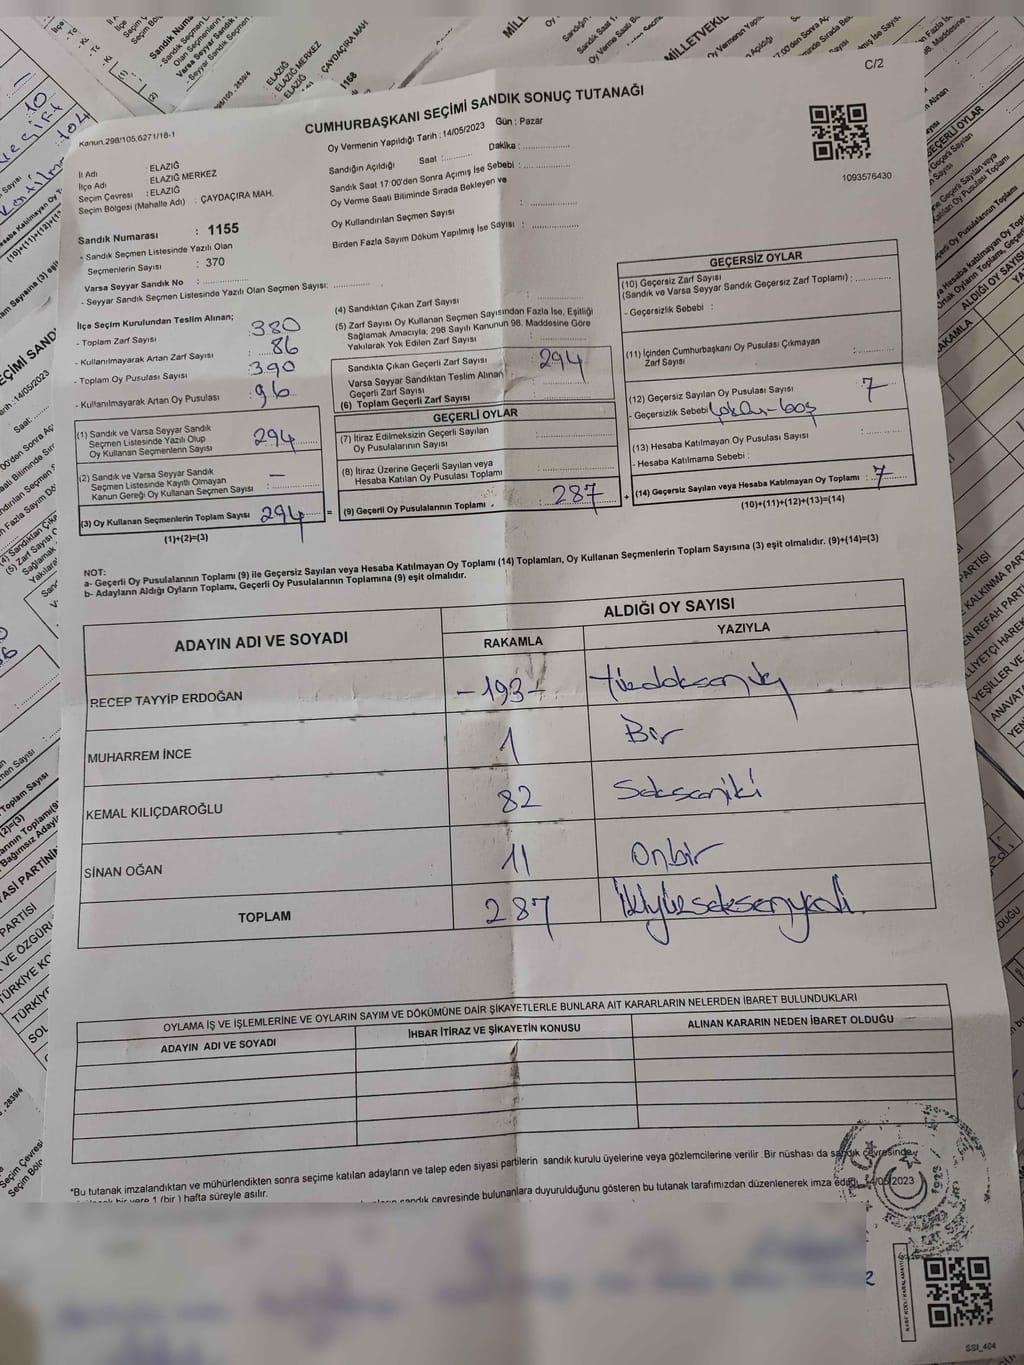 C/2
CUMHURBAŞKANI SEÇİMİ SANDIK SONUÇ TUTANAĞI
Kanun.298/105,6271/18-1
Oy Vermenin Yapıldığı Tarih : 14/05/2023 Gün : Pazar
Sandığın Açıldığı Saat :.......... Dakika : ................
Sandık Saat 17:00'den Sonra Açımış İse Sebebi : ................
Oy Verme Saati Bitiminde Sırada Bekleyen ve
Oy Kullandırılan Seçmen Sayısı : ................
Birden Fazla Sayım Döküm Yapılmış İse Sayısı : ................
1093576430
İl Adı : ELAZIĞ
İlçe Adı : ELAZIĞ MERKEZ
Seçim Çevresi : ELAZIĞ
Seçim Bölgesi (Mahalle Adı) : ÇAYDAÇIRA MAH.
Sandık Numarası : 1155
- Sandık Seçmen Listesinde Yazılı Olan
Seçmenlerin Sayısı : 370
Varsa Seyyar Sandık No : ................
- Seyyar Sandık Seçmen Listesinde Yazılı Olan Seçmen Sayısı: ................
İlçe Seçim Kurulundan Teslim Alınan;
- Toplam Zarf Sayısı : 380
- Kullanılmayarak Artan Zarf Sayısı : 86
- Toplam Oy Pusulası Sayısı : 390
- Kullanılmayarak Artan Oy Pusulası : 96
(1) Sandık ve Varsa Seyyar Sandık
Seçmen Listesinde Yazılı Olup
Oy Kullanan Seçmenlerin Sayısı : 294
(2) Sandık ve Varsa Seyyar Sandık
Seçmen Listesinde Kayıtlı Olmayan
Kanun Gereği Oy Kullanan Seçmen Sayısı : -
(3) Oy Kullanan Seçmenlerin Toplam Sayısı 294 =
(1)+(2)=(3)
(4) Sandıktan Çıkan Zarf Sayısı : ................
(5) Zarf Sayısı Oy Kullanan Seçmen Sayısından Fazla İse, Eşitliği
Sağlamak Amacıyla; 298 Sayılı Kanunun 98. Maddesine Göre
Yakılarak Yok Edilen Zarf Sayısı : ................
Sandıkta Çıkan Geçerli Zarf Sayısı : 294
Varsa Seyyar Sandıktan Teslim Alınan
Geçerli Zarf Sayısı : ................
(6) Toplam Geçerli Zarf Sayısı : ................
GEÇERLİ OYLAR
(7) İtiraz Edilmeksizin Geçerli Sayılan
Oy Pusulalarının Sayısı : ................
(8) İtiraz Üzerine Geçerli Sayılan veya
Hesaba Katılan Oy Pusulası Toplamı : ................
(9) Geçerli Oy Pusulalarının Toplamı : 287 +
GEÇERSİZ OYLAR
(10) Geçersiz Zarf Sayısı
(Sandık ve Varsa Seyyar Sandık Geçersiz Zarf Toplamı) : ................
- Geçersizlik Sebebi :
(11) İçinden Cumhurbaşkanı Oy Pusulası Çıkmayan
Zarf Sayısı : ................
(12) Geçersiz Sayılan Oy Pusulası Sayısı : 7
- Geçersizlik Sebebi çoklu-boş
(13) Hesaba Katılmayan Oy Pusulası Sayısı : ................
- Hesaba Katılmama Sebebi :
(14) Geçersiz Sayılan veya Hesaba Katılmayan Oy Toplamı : 7
(10)+(11)+(12)+(13)=(14)
NOT:
a- Geçerli Oy Pusulalarının Toplamı (9) ile Geçersiz Sayılan veya Hesaba Katılmayan Oy Toplamı (14) Toplamları, Oy Kullanan Seçmenlerin Toplam Sayısına (3) eşit olmalıdır. (9)+(14)=(3)
b- Adayların Aldığı Oyların Toplamı, Geçerli Oy Pusulalarının Toplamına (9) eşit olmalıdır.
ADAYIN ADI VE SOYADI
ALDIĞI OY SAYISI
RAKAMLA YAZIYLA
RECEP TAYYİP ERDOĞAN -193- Yüzdoksanüç
MUHARREM İNCE 1 Bir
KEMAL KILIÇDAROĞLU 82 Seksaniki
SİNAN OĞAN 11 Onbir
TOPLAM 287 İkiyüzseksenyedi
OYLAMA İŞ VE İŞLEMLERİNE VE OYLARIN SAYIM VE DÖKÜMÜNE DAİR ŞİKAYETLERLE BUNLARA AİT KARARLARIN NELERDEN İBARET BULUNDUKLARI
ADAYIN ADI VE SOYADI İHBAR İTİRAZ VE ŞİKAYETİN KONUSU ALINAN KARARIN NEDEN İBARET OLDUĞU
*Bu tutanak imzalandıktan ve mühürlendikten sonra seçime katılan adayların ve talep eden siyasi partilerin sandık kurulu üyelerine veya gözlemcilerine verilir .Bir nüshası da sandık çevresinde
bir yere 1 (bir ) hafta süreyle asılır.
sandık çevresinde bulunanlara duyurulduğunu gösteren bu tutanak tarafımızdan düzenlenerek imza edildi. 14/05/2023
SSI_404